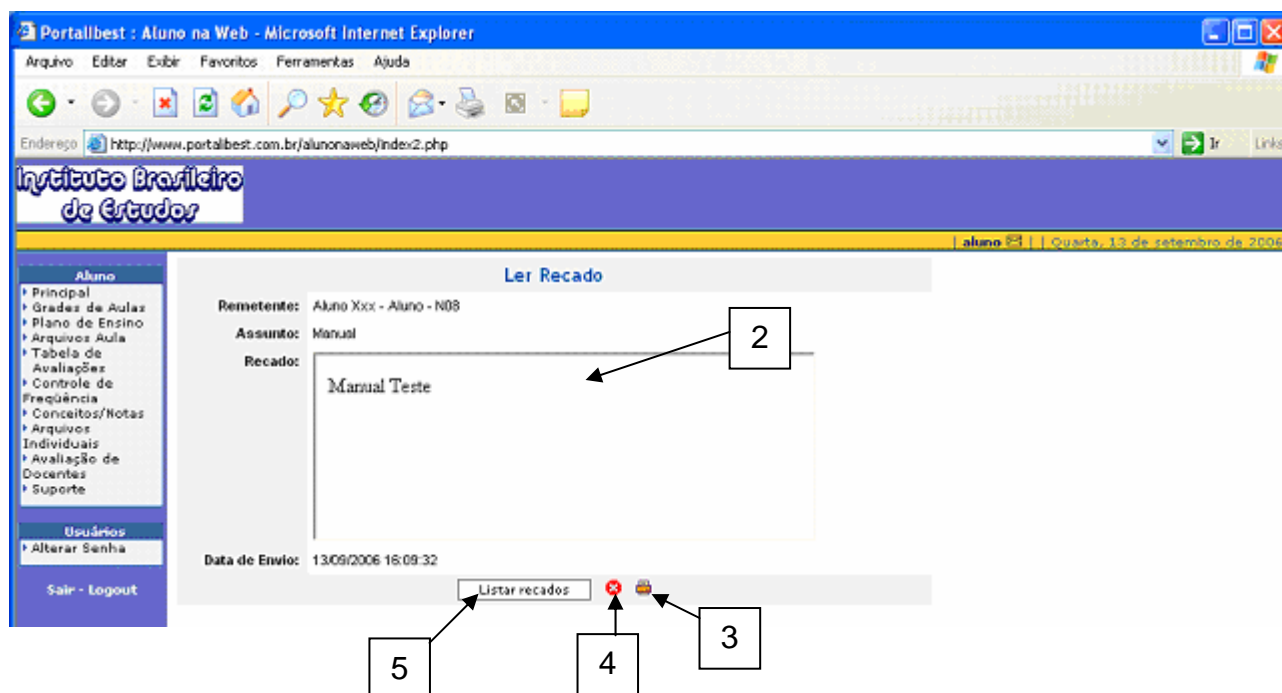 Portallbest : Aluno na Web - Microsoft Internet Explorer
Arquivo Editar Exibir Favoritos Ferramentas Ajuda
Endereço http://www.portalibest.com.br/alunonaweb/index2.php Ir Links
Instituto Brasileiro
de Estudos
| aluno | | Quarta, 13 de setembro de 2006
Aluno
Principal
Grades de Aulas
Plano de Ensino
Arquivos Aula
Tabela de
Avaliações
Controle de
Freqüência
Conceitos/Notas
Arquivos
Individuais
Avaliação de
Docentes
Suporte
Usuários
Alterar Senha
Sair - Logout
Ler Recado
Remetente: Aluno Xxx - Aluno - N08
Assunto: Manual
Recado:
Manual Teste
2
Data de Envio: 13/09/2006 16:09:32
Listar recados
5
4
3